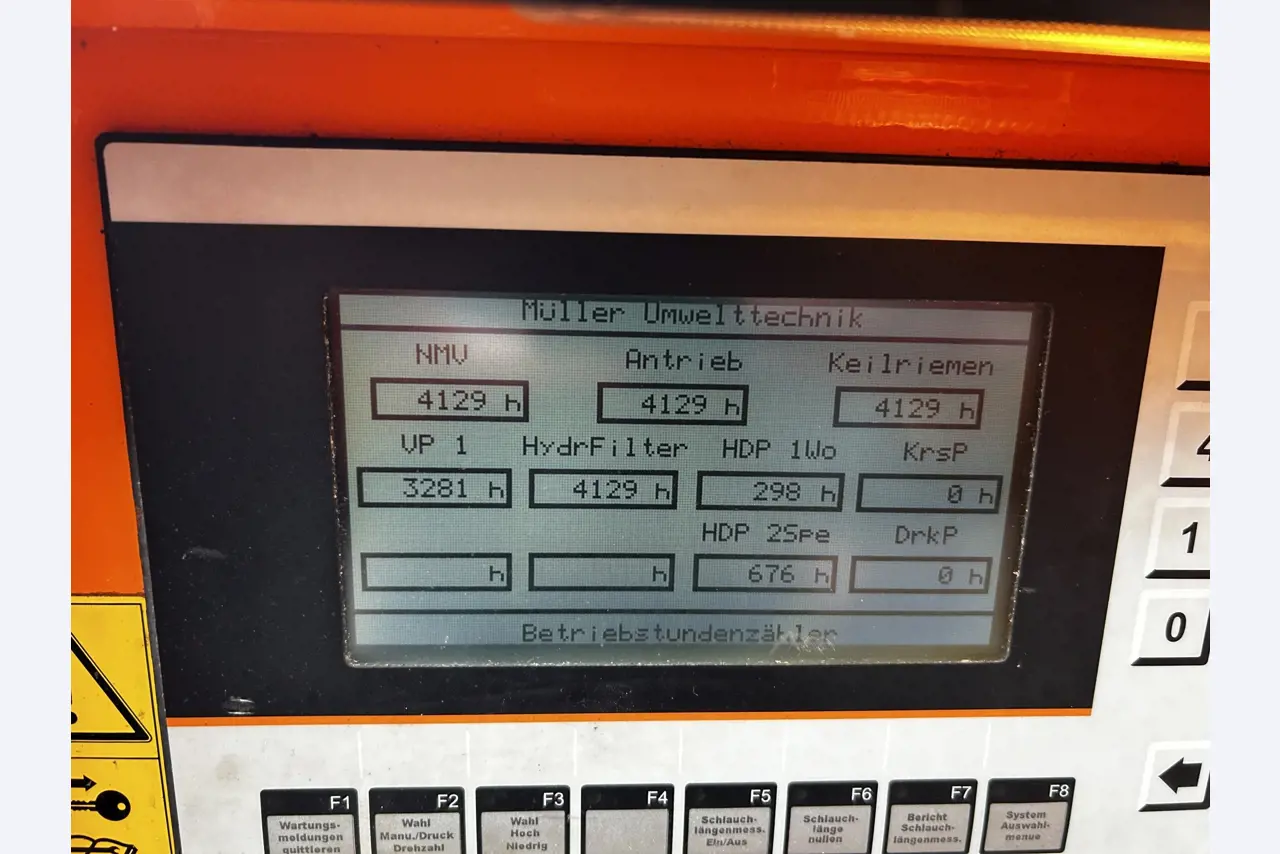 Müller Umwelttechnik
NMV Antrieb Keilriemen
4129 h 4129 h 4129 h
VP 1 HydrFilter HDP 1Wo KrsP
3281 h 4129 h 298 h 0 h
HDP 2Spe DrkP
h h 676 h 0 h
Betriebstundenzähler
4
1
0
F1 F2 F3 F4 F5 F6 F7 F8
Wartungs-
meldungen
quittieren
Wahl
Manu./Druck
Drehzahl
Wahl
Hoch
Niedrig
Schlauch-
längenmess.
Ein/Aus
Schlauch-
länge
nullen
Bericht
Schlauch-
längenmess.
System
Auswahl-
menue